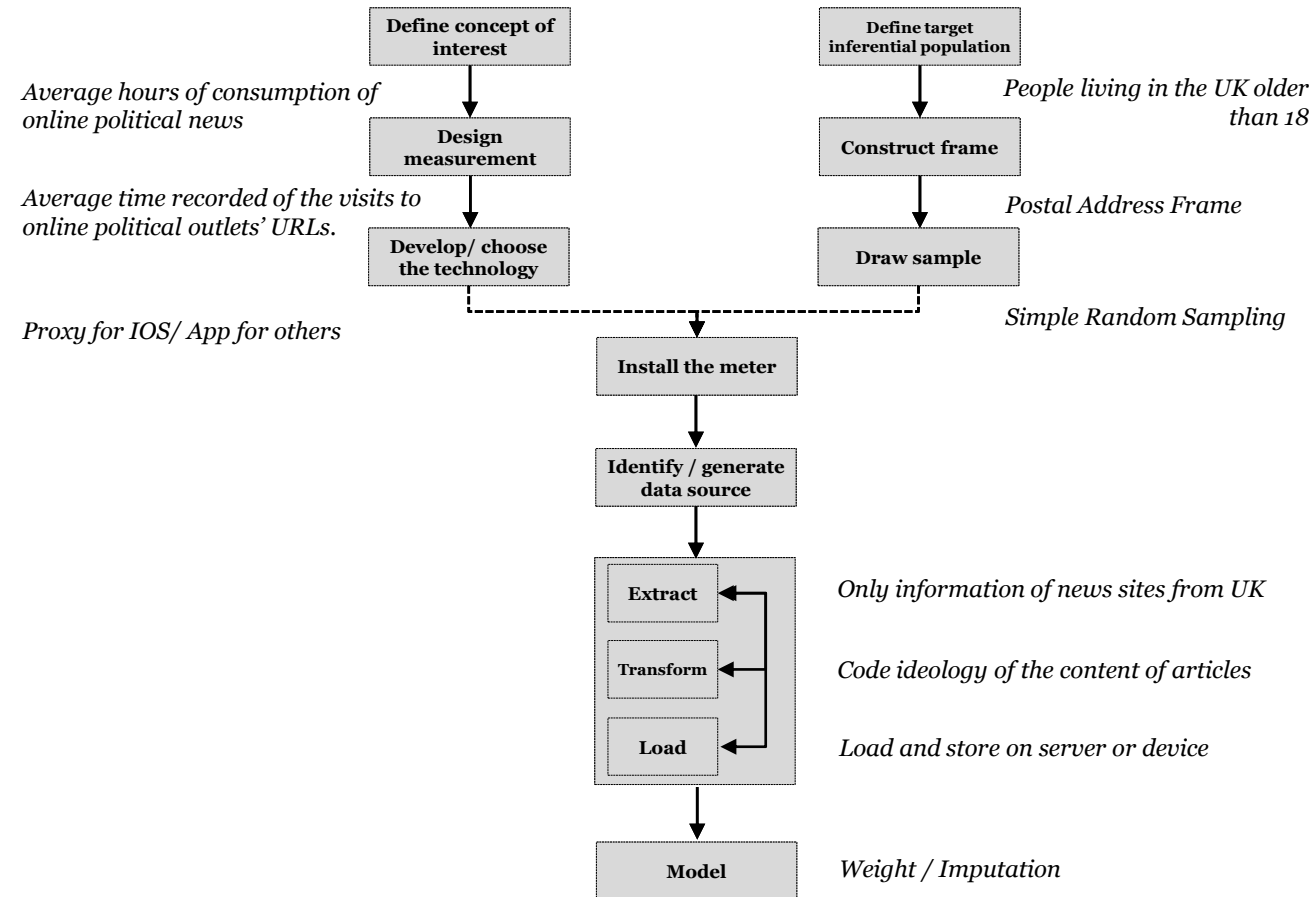 Define concept of
interest
Define target
inferential population
Average hours of consumption of
online political news
People living in the UK older
than 18
Design
measurement
Construct frame
Average time recorded of the visits to
online political outlets’ URLs.
Postal Address Frame
Develop/ choose
the technology
Draw sample
Proxy for IOS/ App for others
Simple Random Sampling
Install the meter
Identify / generate
data source
Extract
Only information of news sites from UK
Transform
Code ideology of the content of articles
Load
Load and store on server or device
Model
Weight / Imputation